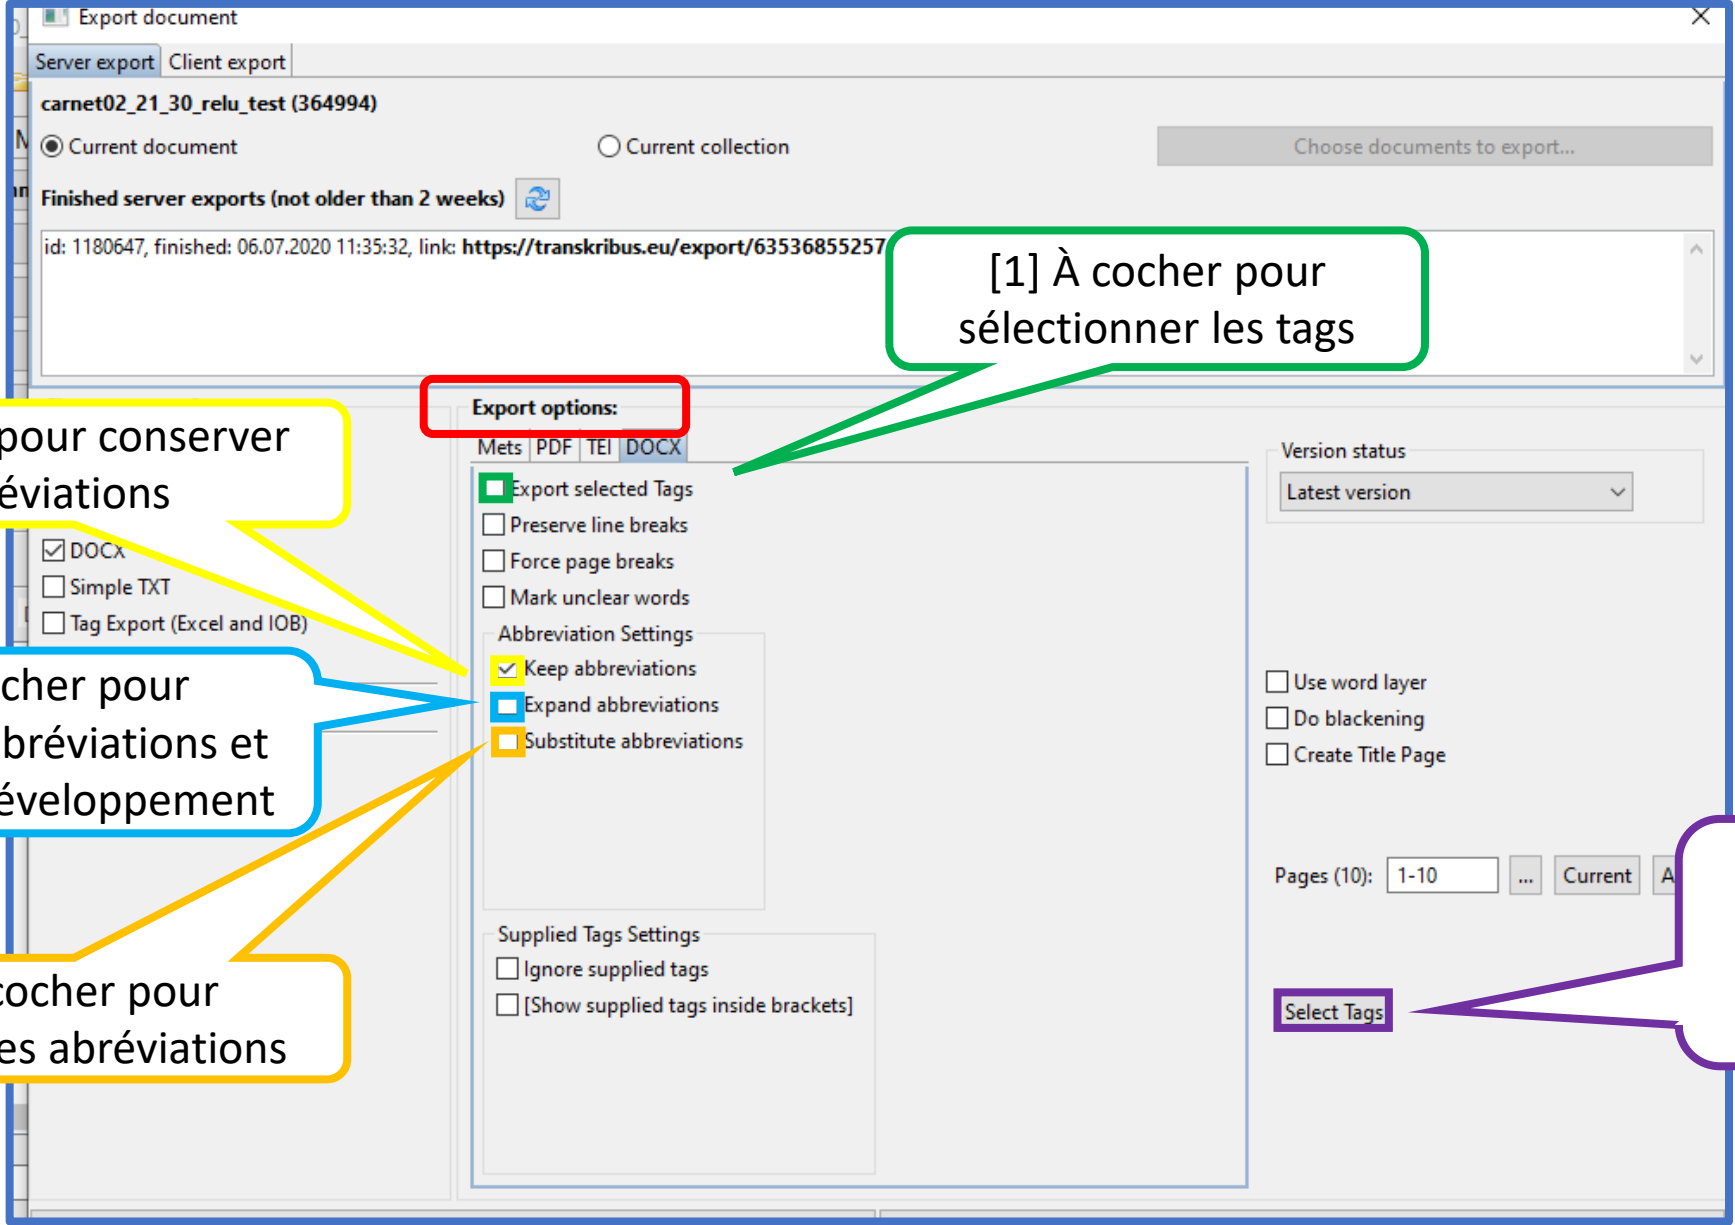 Export document
Server export Client export
carnet02_21_30_relu_test (364994)
Current document Current collection Choose documents to export...
Finished server exports (not older than 2 weeks)
id: 1180647, finished: 06.07.2020 11:35:32, link: https://transkribus.eu/export/63536855257
[1] À cocher pour
sélectionner les tags
Export options:
Mets PDF TEI DOCX
pour conserver
éviations
DOCX
Simple TXT
Tag Export (Excel and IOB)
cher pour
bréviations et
éveloppement
cocher pour
es abréviations
Export selected Tags
Preserve line breaks
Force page breaks
Mark unclear words
Abbreviation Settings
Keep abbreviations
Expand abbreviations
Substitute abbreviations
Supplied Tags Settings
Ignore supplied tags
[Show supplied tags inside brackets]
Version status
Latest version
Use word layer
Do blackening
Create Title Page
Pages (10): 1-10 ... Current A
Select Tags